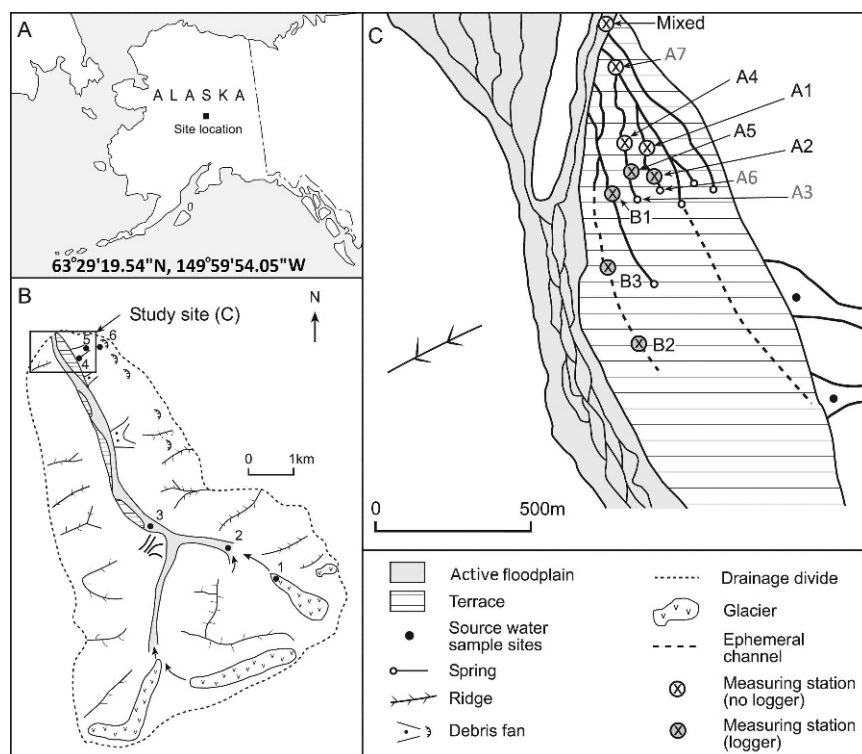 A
A L A S K A
Site location
63°29'19.54"N, 149°59'54.05"W
B
Study site (C)
N
5
6
4
0 1km
3
2
1
C
Mixed
A7
A4
A1
A5
A2
A6
A3
B1
B3
B2
0 500m
Active floodplain
Terrace
Source water
sample sites
Spring
Ridge
Debris fan
Drainage divide
Glacier
Ephemeral
channel
Measuring station
(no logger)
Measuring station
(logger)